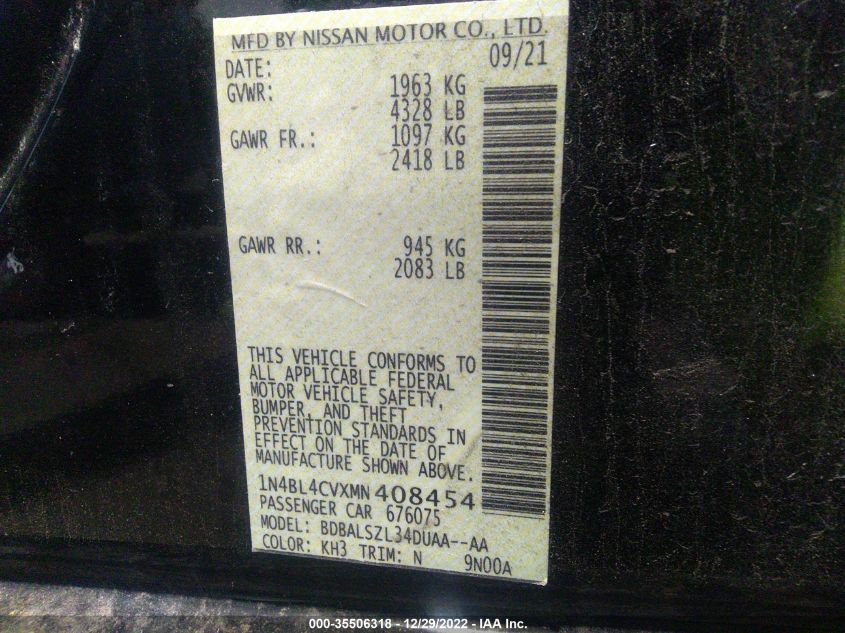 MFD BY NISSAN MOTOR CO., LTD.
DATE: 09/21
GVWR: 1963 KG
4328 LB
GAWR FR.: 1097 KG
2418 LB
GAWR RR.: 945 KG
2083 LB
THIS VEHICLE CONFORMS TO
ALL APPLICABLE FEDERAL
MOTOR VEHICLE SAFETY,
BUMPER, AND THEFT
PREVENTION STANDARDS IN
EFFECT ON THE DATE OF
MANUFACTURE SHOWN ABOVE.
1N4BL4CVXMN408454
PASSENGER CAR 676075
MODEL: BDBALSZL34DUAA--AA
COLOR: KH3 TRIM: N 9N00A
000-35506318 - 12/29/2022 - IAA Inc.